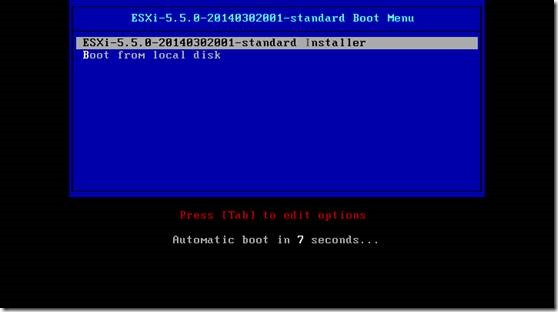 ESXi-5.5.0-20140302001-standard Boot Menu
ESXi-5.5.0-20140302001-standard Installer
Boot from local disk
Press [Tab] to edit options
Automatic boot in 7 seconds...